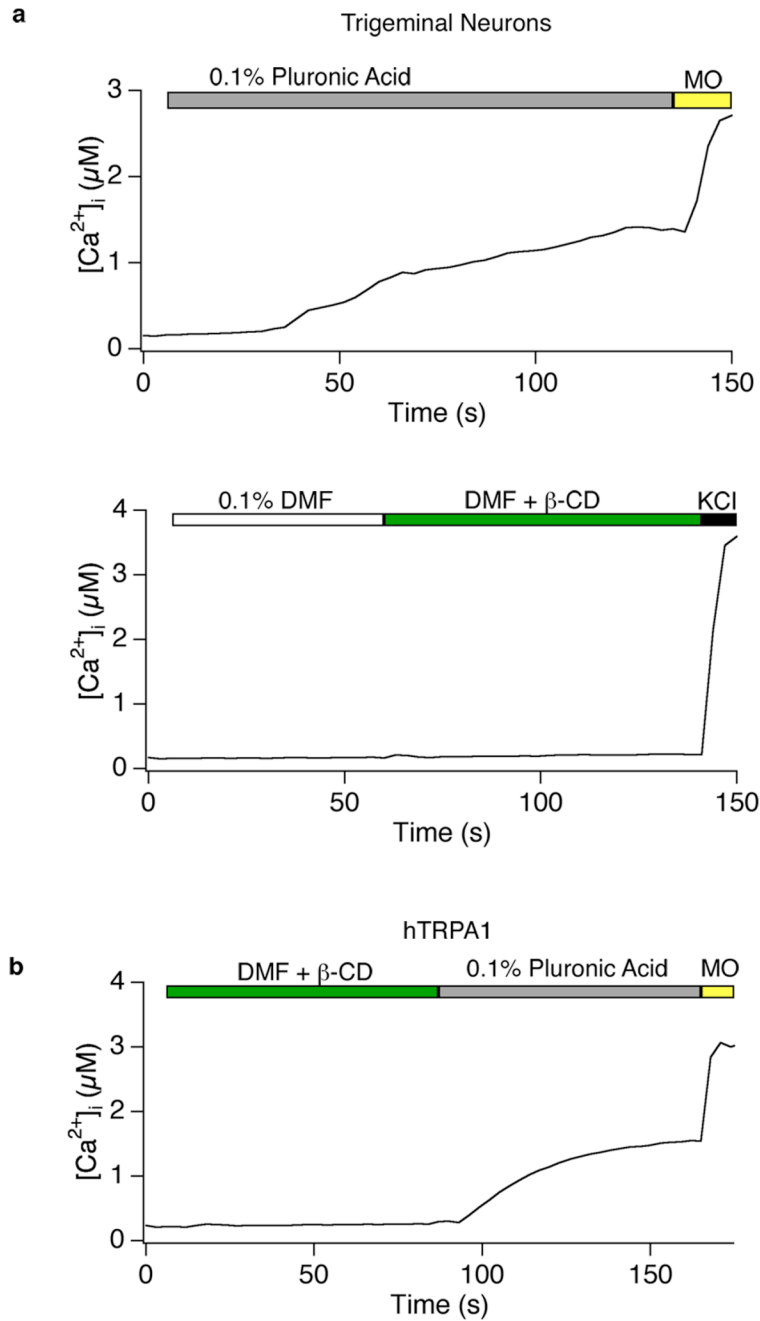 a
Trigeminal Neurons
0.1% Pluronic Acid
MO
3
2
1
0
[Ca2+]i (µM)
0
50
100
150
Time (s)
0.1% DMF
DMF + β-CD
KCl
4
3
2
1
0
[Ca2+]i (µM)
0
50
100
150
Time (s)
hTRPA1
b
DMF + β-CD
0.1% Pluronic Acid
MO
4
3
2
1
0
[Ca2+]i (µM)
0
50
100
150
Time (s)